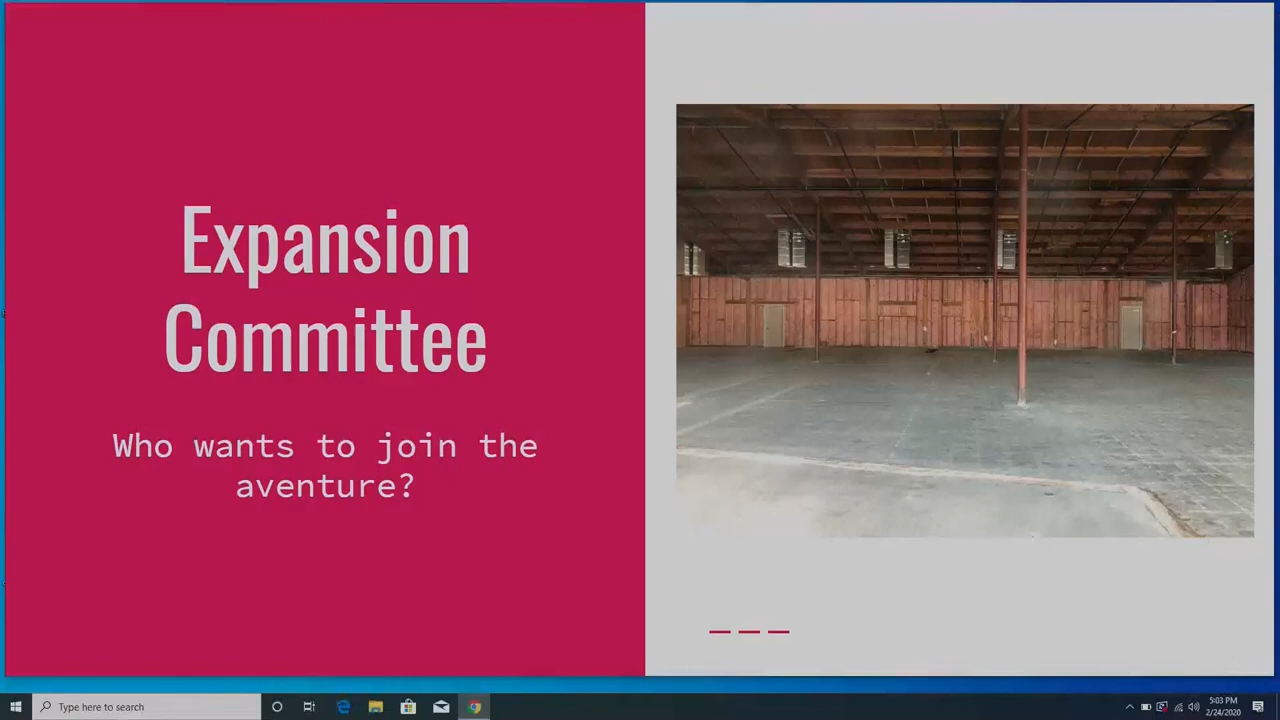 Expansion
Committee
Who wants to join the
aventure?
Type here to search
5:03 PM
2/24/2020